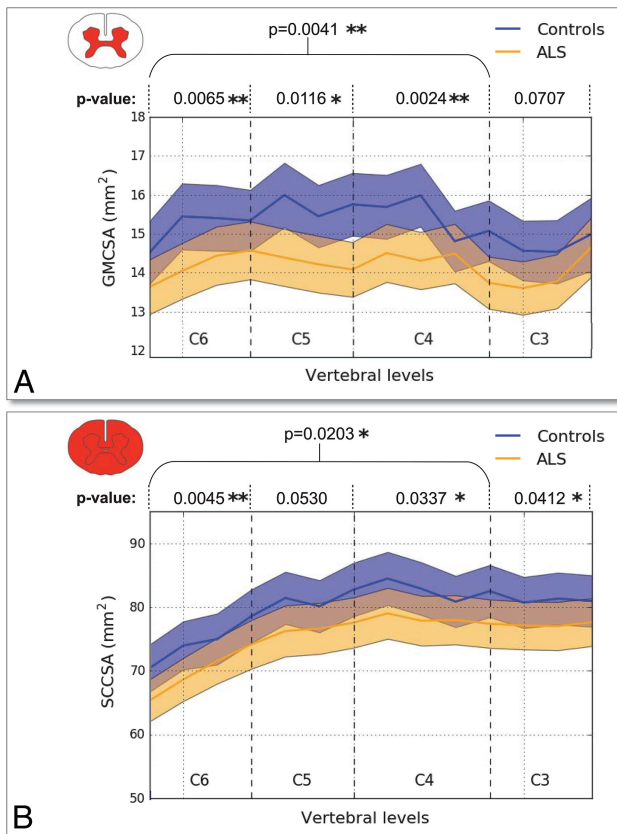 p=0.0041 **
Controls
ALS
p-value: 0.0065 ** 0.0116 * 0.0024 ** 0.0707
18
17
16
15
14
13
12
GMCSA (mm²)
C6 C5 C4 C3
Vertebral levels
A
p=0.0203 *
Controls
ALS
p-value: 0.0045 ** 0.0530 0.0337 * 0.0412 *
90
80
70
60
50
SCCSA (mm²)
C6 C5 C4 C3
Vertebral levels
B